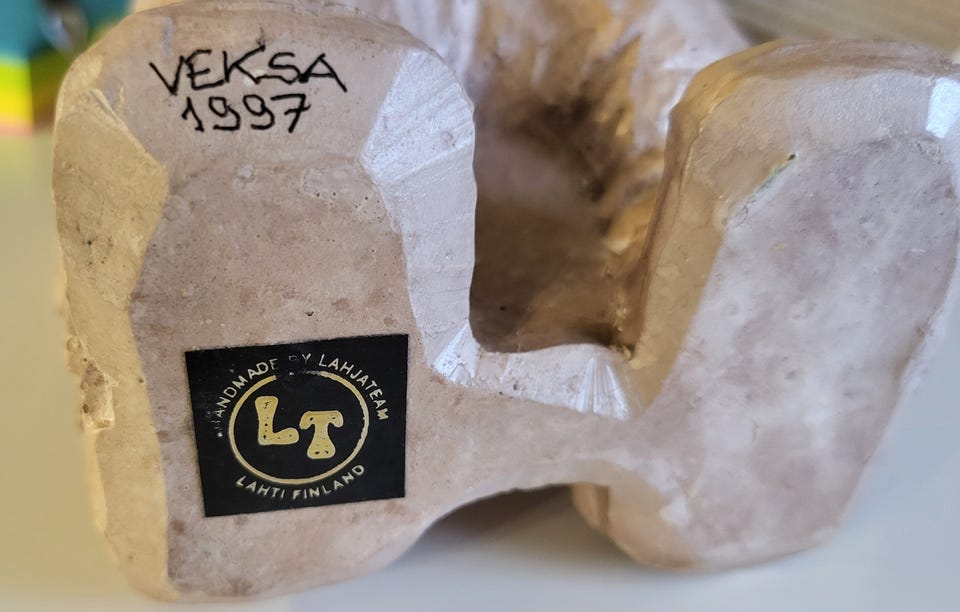 VEKSA
1997
HANDMADE BY LAHJATEAM
LT
LAHTI FINLAND